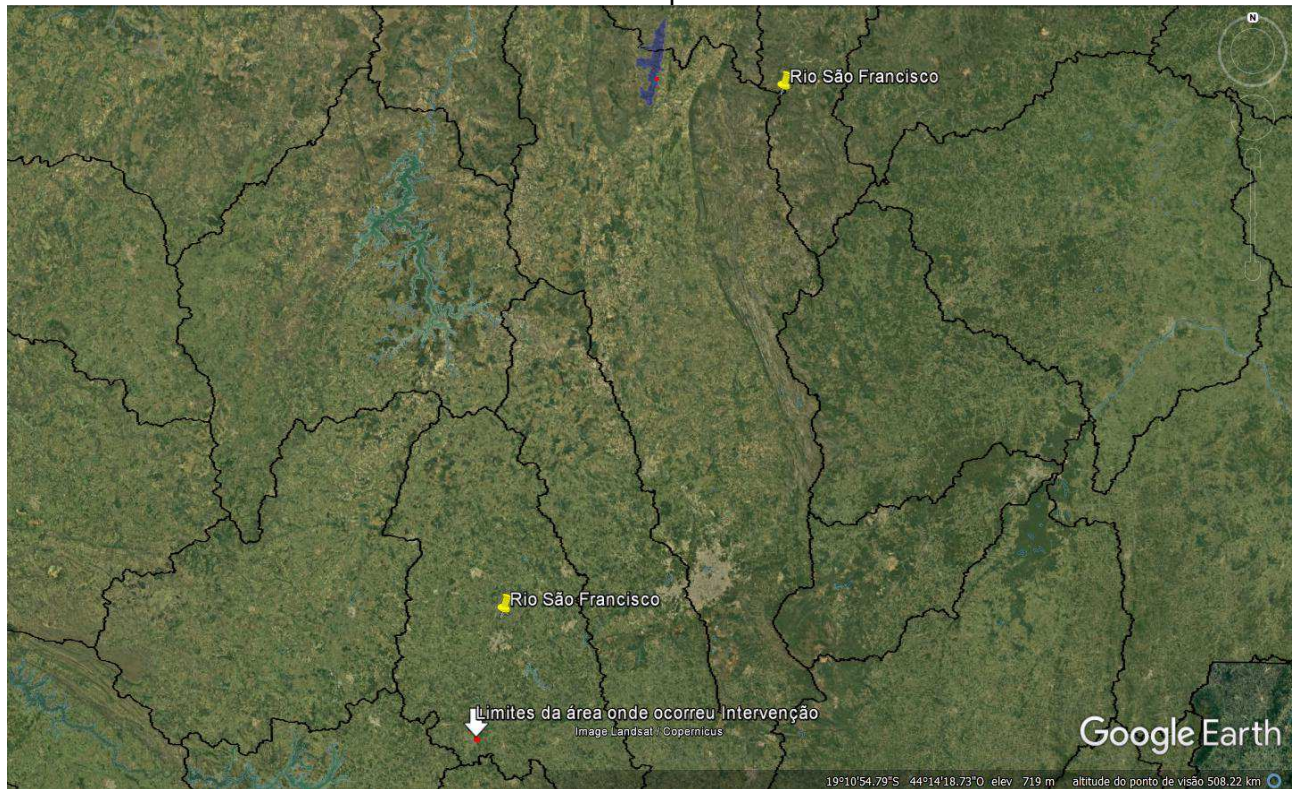 N
Rio São Francisco
Rio São Francisco
Limites da área onde ocorreu Intervenção
Image Landsat / Copernicus
Google Earth
19°10'54.79"S 44°14'18.73"O elev 719 m altitude do ponto de visão 508.22 km